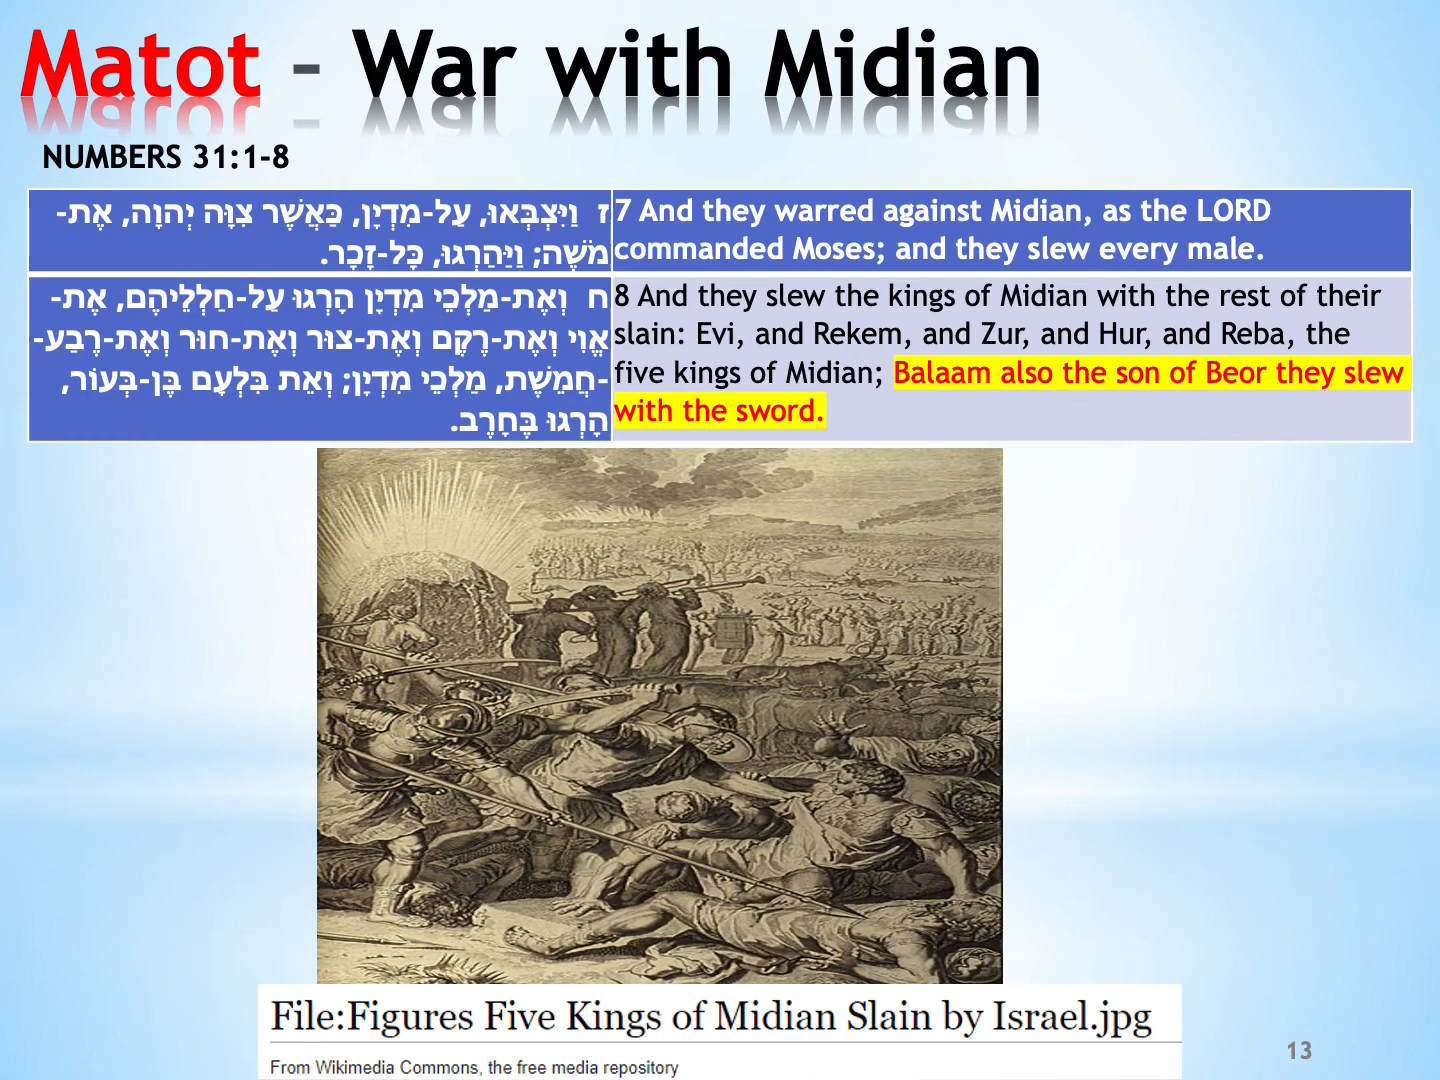 Matot – War with Midian
NUMBERS 31:1-8
ז  וַיִּצְבְּאוּ, עַל-מִדְיָן, כַּאֲשֶׁר צִוָּה יְהוָה, אֶת-
מֹשֶׁה; וַיַּהַרְגוּ, כָּל-זָכָר.
7 And they warred against Midian, as the LORD
commanded Moses; and they slew every male.
ח  וְאֶת-מַלְכֵי מִדְיָן הָרְגוּ עַל-חַלְלֵיהֶם, אֶת-
אֱוִי וְאֶת-רֶקֶם וְאֶת-צוּר וְאֶת-חוּר וְאֶת-רֶבַע-
-חֲמֵשֶׁת, מַלְכֵי מִדְיָן; וְאֵת בִּלְעָם בֶּן-בְּעוֹר,
הָרְגוּ בֶּחָרֶב.
8 And they slew the kings of Midian with the rest of their
slain: Evi, and Rekem, and Zur, and Hur, and Reba, the
five kings of Midian; Balaam also the son of Beor they slew
with the sword.
File:Figures Five Kings of Midian Slain by Israel.jpg
From Wikimedia Commons, the free media repository
13